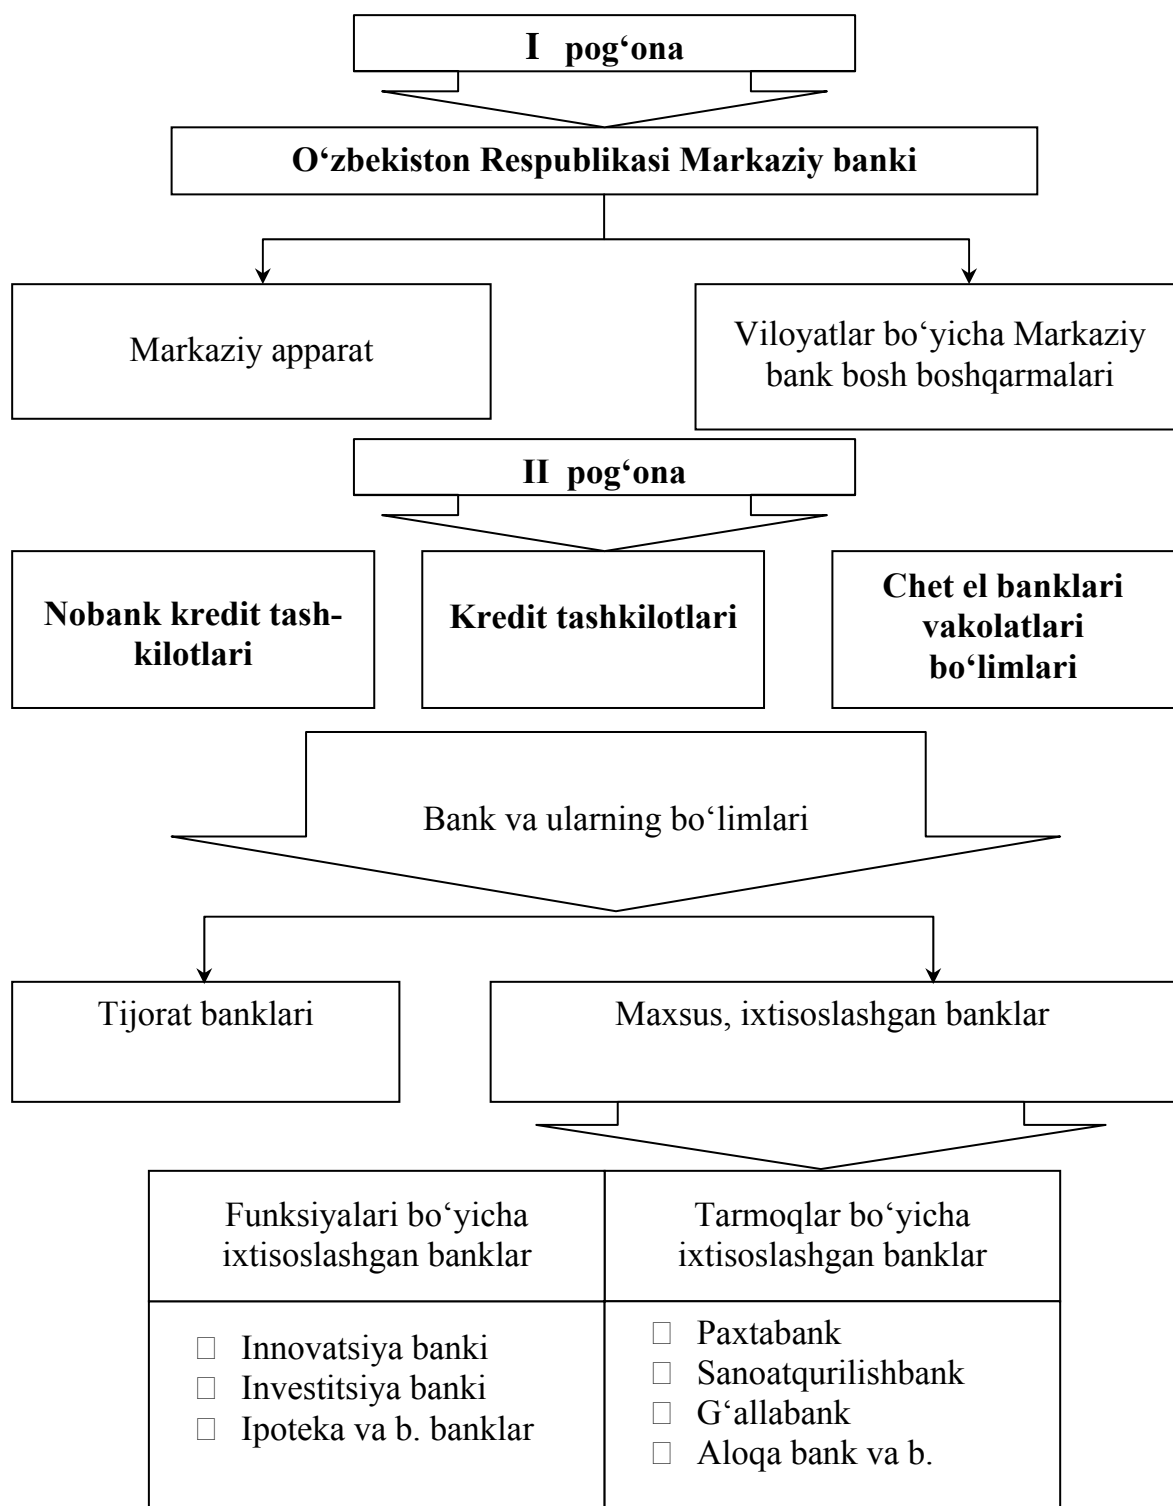 I pog‘ona
O‘zbekiston Respublikasi Markaziy banki
Markaziy apparat
Viloyatlar bo‘yicha Markaziy
bank bosh boshqarmalari
II pog‘ona
Nobank kredit tash-
kilotlari
Kredit tashkilotlari
Chet el banklari
vakolatlari
bo‘limlari
Bank va ularning bo‘limlari
Tijorat banklari
Maxsus, ixtisoslashgan banklar
Funksiyalari bo‘yicha
ixtisoslashgan banklar
Tarmoqlar bo‘yicha
ixtisoslashgan banklar
Innovatsiya banki
Investitsiya banki
Ipoteka va b. banklar
Paxtabank
Sanoatqurilishbank
G‘allabank
Aloqa bank va b.